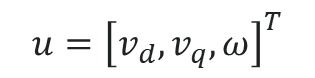 u = [v_d, v_q, ω]^T